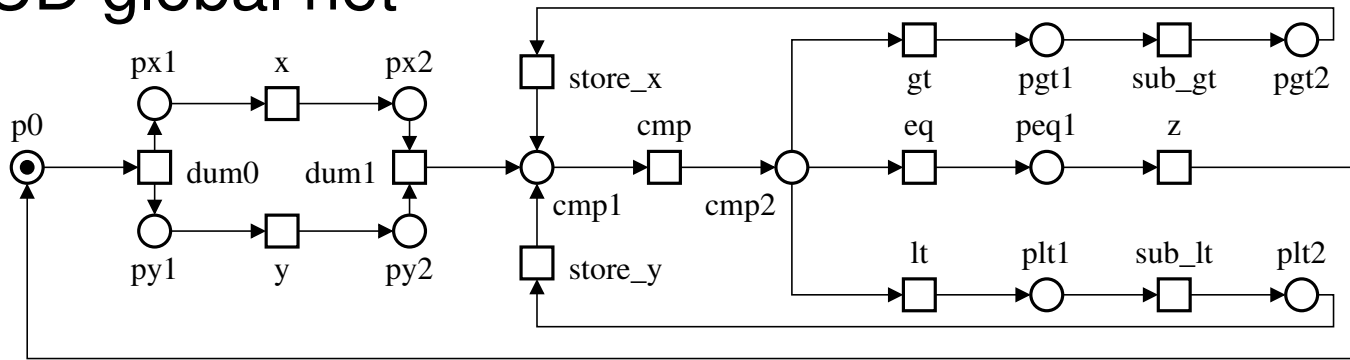 global net
px1 x px2
store_x
gt pgt1 sub_gt pgt2
p0
cmp
eq peq1 z
dum0 dum1
cmp1 cmp2
py1 y py2
store_y
lt plt1 sub_lt plt2